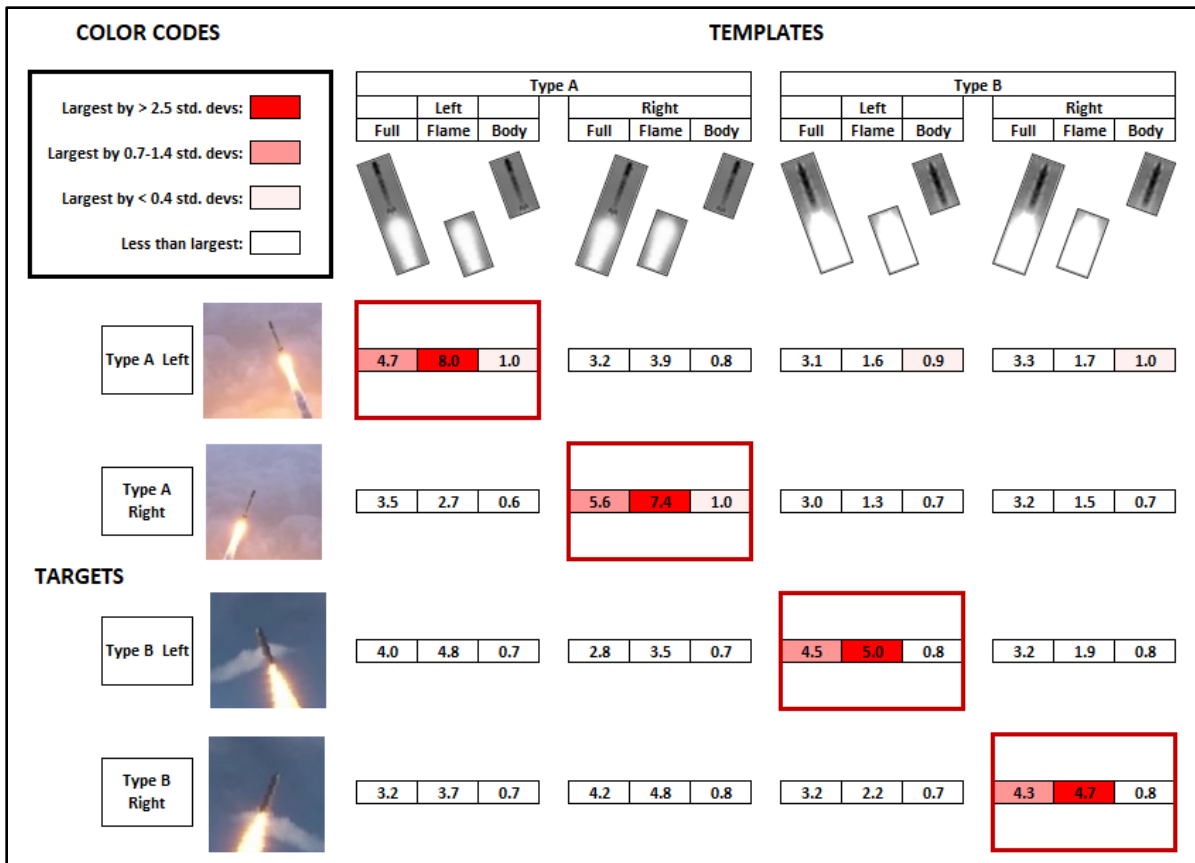 COLOR CODES
TEMPLATES
Largest by > 2.5 std. devs:
Largest by 0.7-1.4 std. devs:
Largest by < 0.4 std. devs:
Less than largest:
Type A
Left Right
Full Flame Body Full Flame Body
Type B
Left Right
Full Flame Body Full Flame Body
Type A Left
4.7 8.0 1.0 3.2 3.9 0.8 3.1 1.6 0.9 3.3 1.7 1.0
Type A
Right
3.5 2.7 0.6 5.6 7.4 1.0 3.0 1.3 0.7 3.2 1.5 0.7
TARGETS
Type B Left
4.0 4.8 0.7 2.8 3.5 0.7 4.5 5.0 0.8 3.2 1.9 0.8
Type B
Right
3.2 3.7 0.7 4.2 4.8 0.8 3.2 2.2 0.7 4.3 4.7 0.8